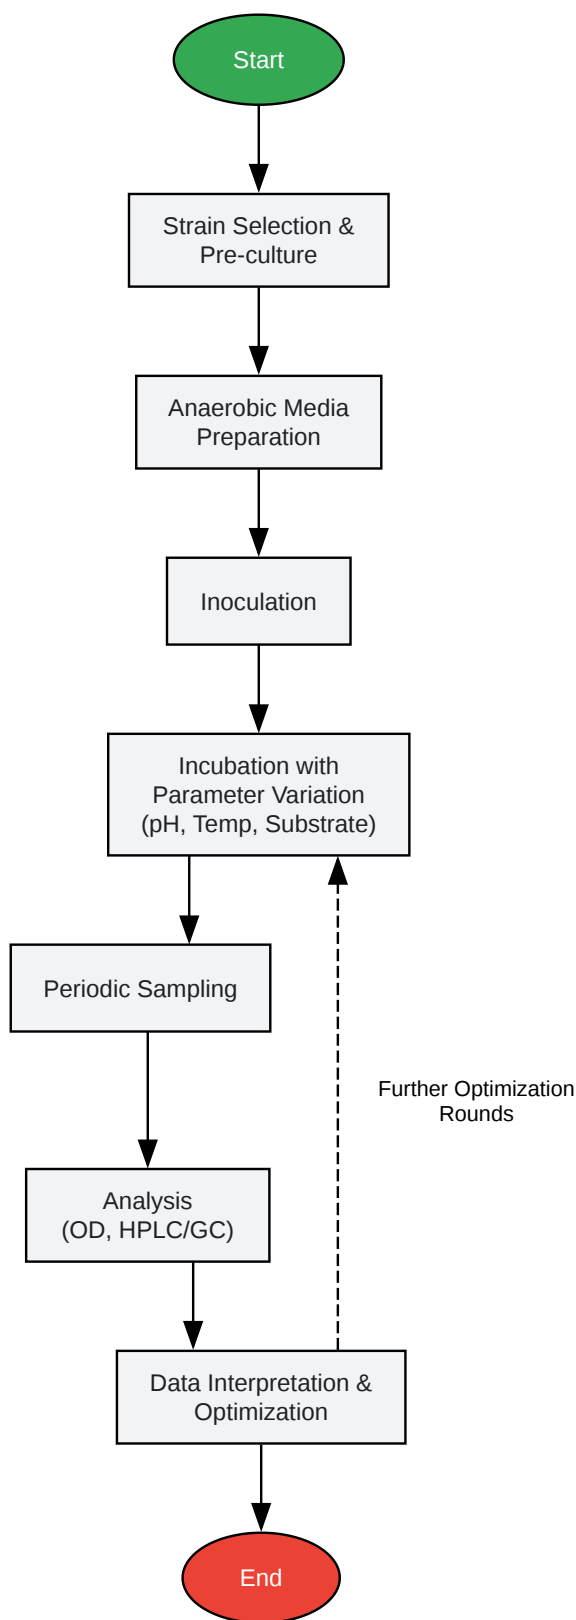 Start
Strain Selection &
Pre-culture
Anaerobic Media
Preparation
Inoculation
Incubation with
Parameter Variation
(pH, Temp, Substrate)
Periodic Sampling
Further Optimization
Rounds
Analysis
(OD, HPLC/GC)
Data Interpretation &
Optimization
End